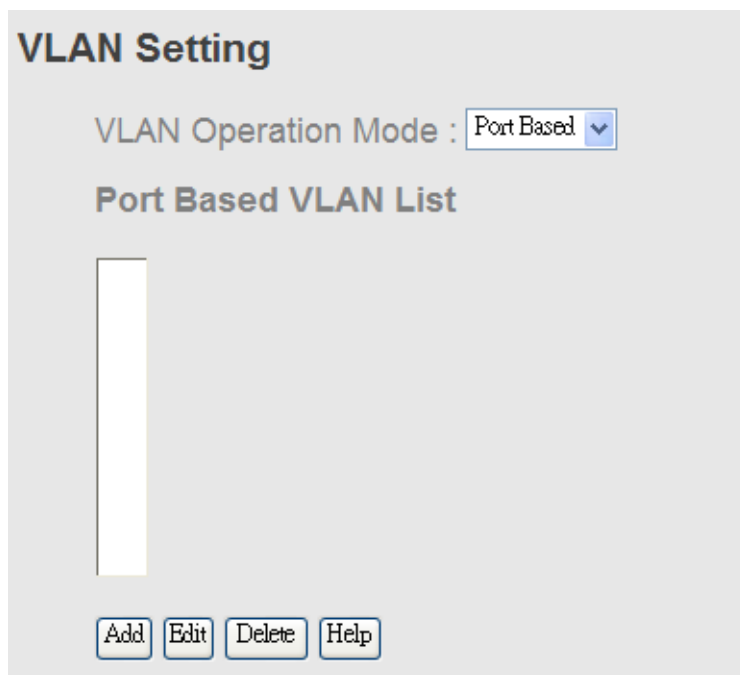 VLAN Setting
VLAN Operation Mode : Port Based
Port Based VLAN List
Add Edit Delete Help